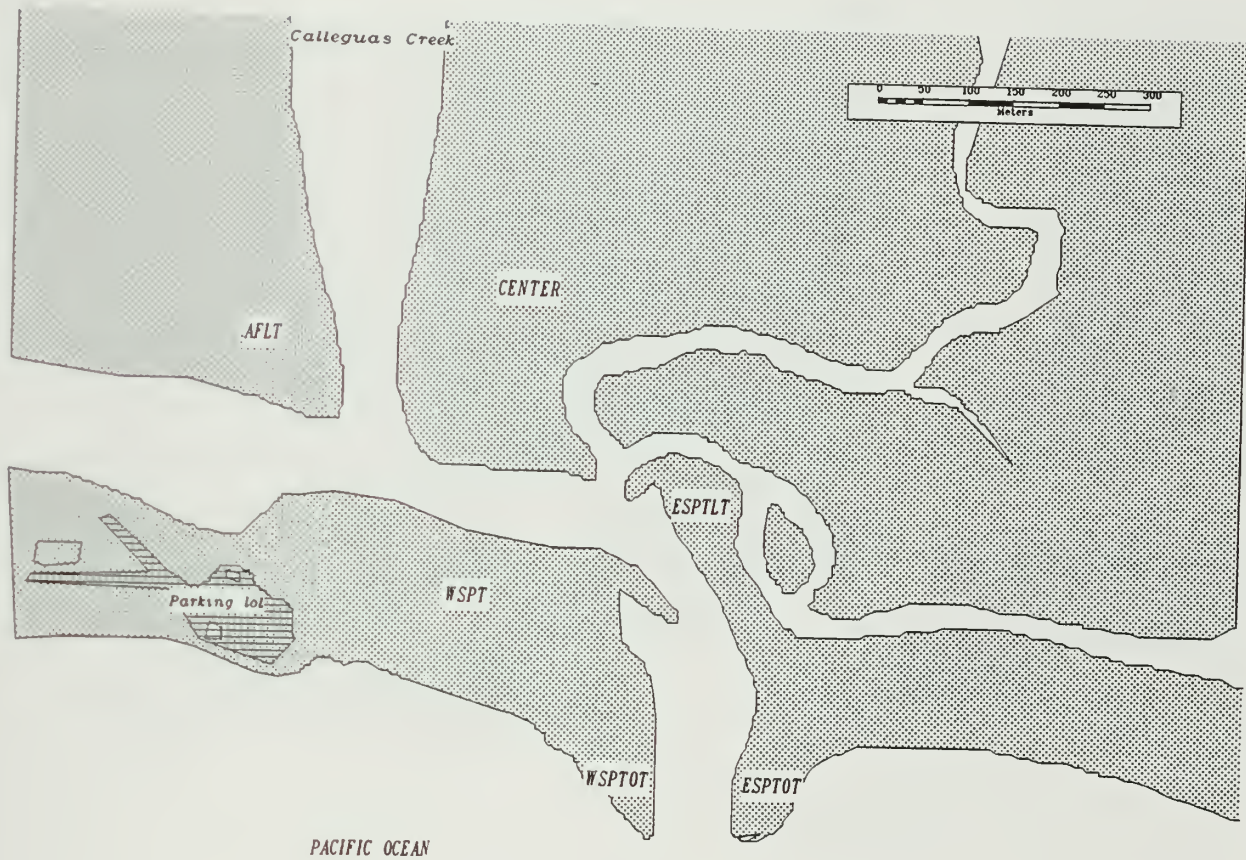 Calleguas Creek
0 50 100 150 200 250 300
Meters
CENTER
AFLT
ESPTLT
WSPT
Parking lot
WSPTOT
ESPTOT
PACIFIC OCEAN